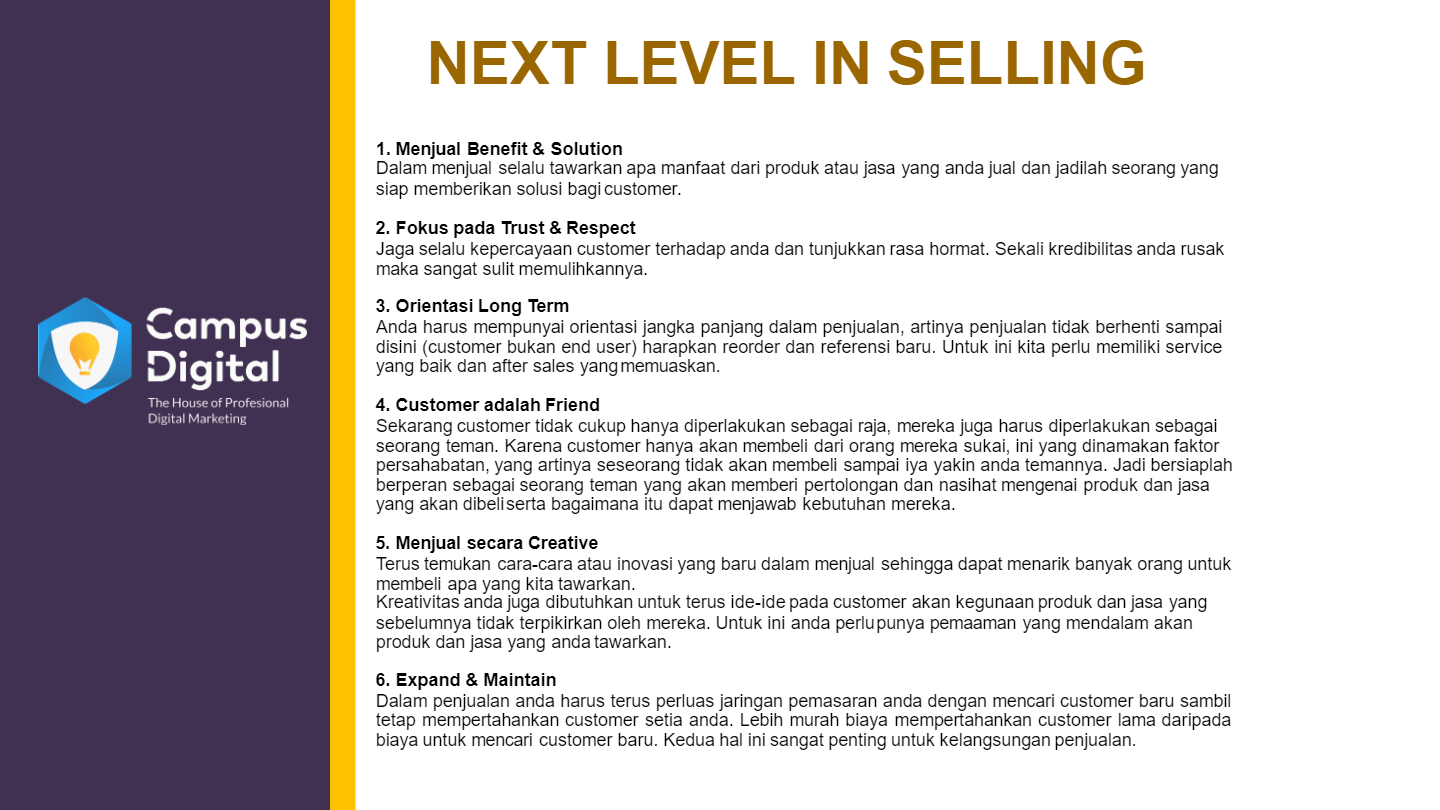 NEXT LEVEL IN SELLING
1. Menjual Benefit & Solution
Dalam menjual selalu tawarkan apa manfaat dari produk atau jasa yang anda jual dan jadilah seorang yang
siap memberikan solusi bagi customer.
2. Fokus pada Trust & Respect
Jaga selalu kepercayaan customer terhadap anda dan tunjukkan rasa hormat. Sekali kredibilitas anda rusak
maka sangat sulit memulihkannya.
3. Orientasi Long Term
Anda harus mempunyai orientasi jangka panjang dalam penjualan, artinya penjualan tidak berhenti sampai
disini (customer bukan end user) harapkan reorder dan referensi baru. Untuk ini kita perlu memiliki service
yang baik dan after sales yang memuaskan.
4. Customer adalah Friend
Sekarang customer tidak cukup hanya diperlakukan sebagai raja, mereka juga harus diperlakukan sebagai
seorang teman. Karena customer hanya akan membeli dari orang mereka sukai, ini yang dinamakan faktor
persahabatan, yang artinya seseorang tidak akan membeli sampai iya yakin anda temannya. Jadi bersiaplah
berperan sebagai seorang teman yang akan memberi pertolongan dan nasihat mengenai produk dan jasa
yang akan dibeli serta bagaimana itu dapat menjawab kebutuhan mereka.
5. Menjual secara Creative
Terus temukan cara-cara atau inovasi yang baru dalam menjual sehingga dapat menarik banyak orang untuk
membeli apa yang kita tawarkan.
Kreativitas anda juga dibutuhkan untuk terus ide-ide pada customer akan kegunaan produk dan jasa yang
sebelumnya tidak terpikirkan oleh mereka. Untuk ini anda perlu punya pemaaman yang mendalam akan
produk dan jasa yang anda tawarkan.
6. Expand & Maintain
Dalam penjualan anda harus terus perluas jaringan pemasaran anda dengan mencari customer baru sambil
tetap mempertahankan customer setia anda. Lebih murah biaya mempertahankan customer lama daripada
biaya untuk mencari customer baru. Kedua hal ini sangat penting untuk kelangsungan penjualan.
Campus
Digital
The House of Profesional
Digital Marketing